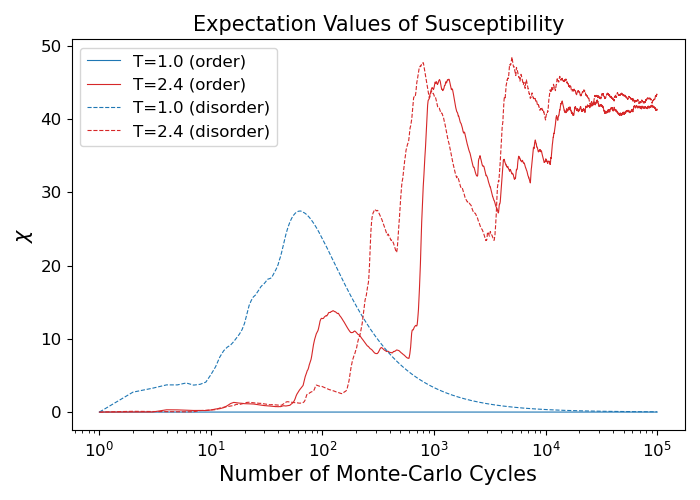 Expectation Values of Susceptibility
T=1.0 (order)
T=2.4 (order)
T=1.0 (disorder)
T=2.4 (disorder)
50
40
30
20
10
0
χ
10⁰ 10¹ 10² 10³ 10⁴ 10⁵
Number of Monte-Carlo Cycles